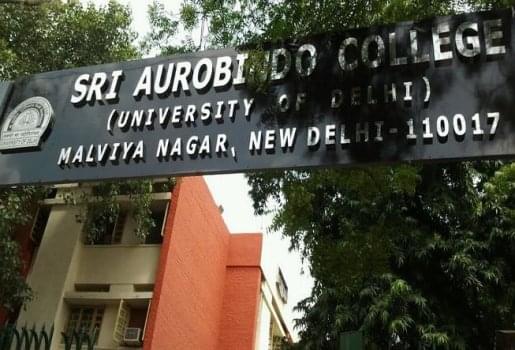 SRI AUROBINDO COLLEGE
(UNIVERSITY OF DELHI)
MALVIYA NAGAR, NEW DELHI-110017